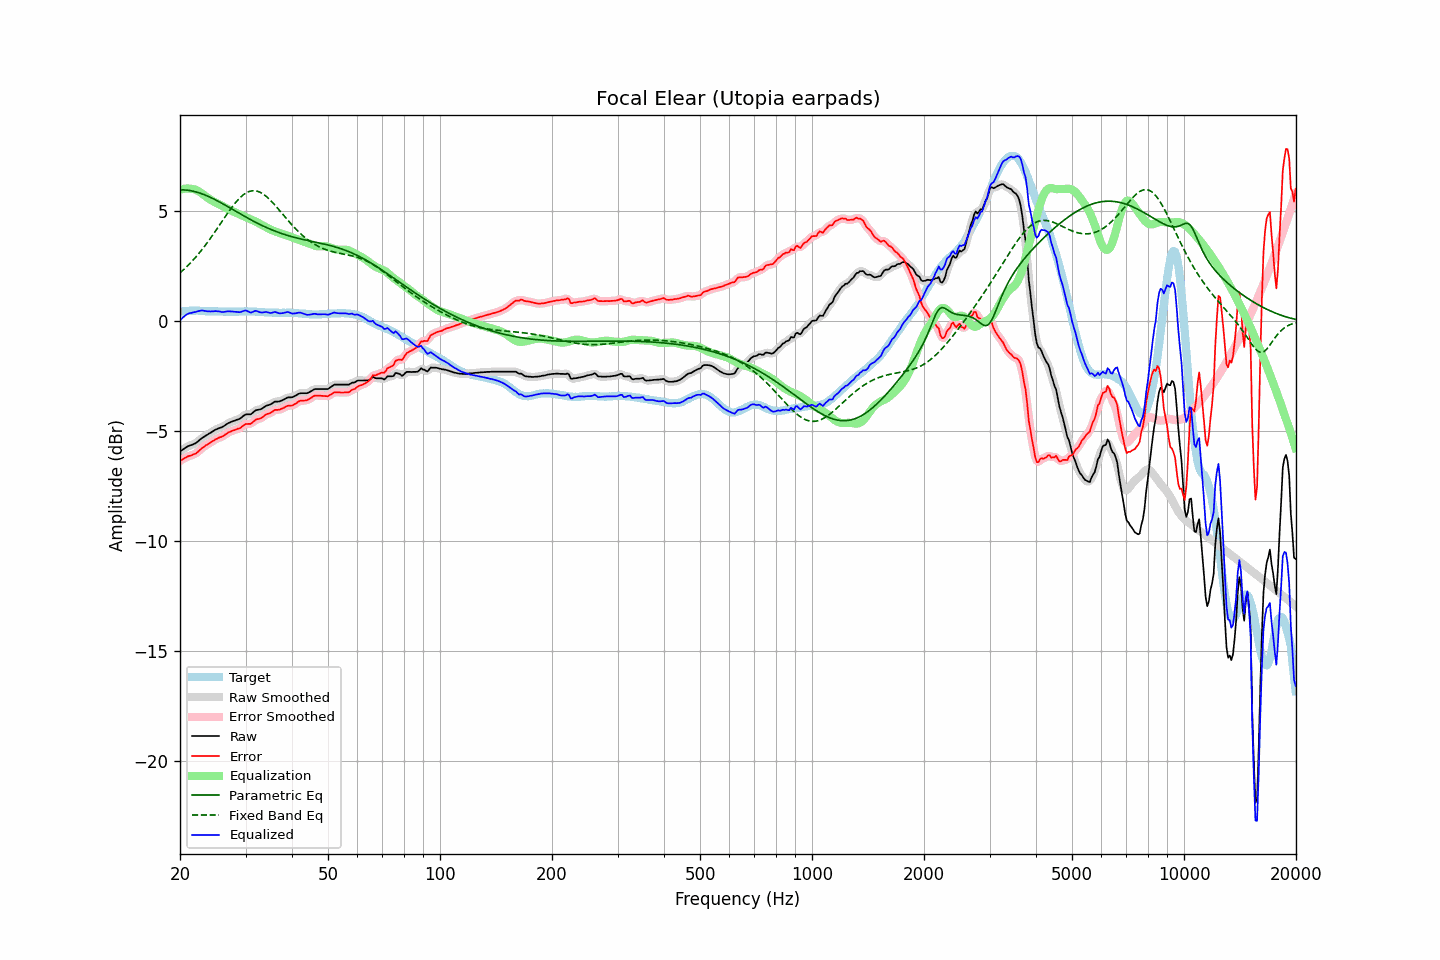 Focal Elear (Utopia earpads)
Amplitude (dBr)
5
0
−5
−10
−15
−20
Target
Raw Smoothed
Error Smoothed
Raw
Error
Equalization
Parametric Eq
Fixed Band Eq
Equalized
20 50 100 200 500 1000 2000 5000 10000 20000
Frequency (Hz)